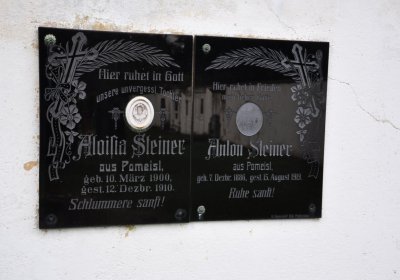 Hier ruhet in Gott
unsere unvergessl. Tochter
Aloisia Steiner
aus Pomeisl,
geb. 10. März 1900,
gest. 12. Dezbr. 1910.
Schlummere sanft!
Hier ruhet in Frieden
Anton Steiner
aus Pomeisl,
geb. 7. Dezbr. 1886, gest. 15. August 1921.
Ruhe sanft!